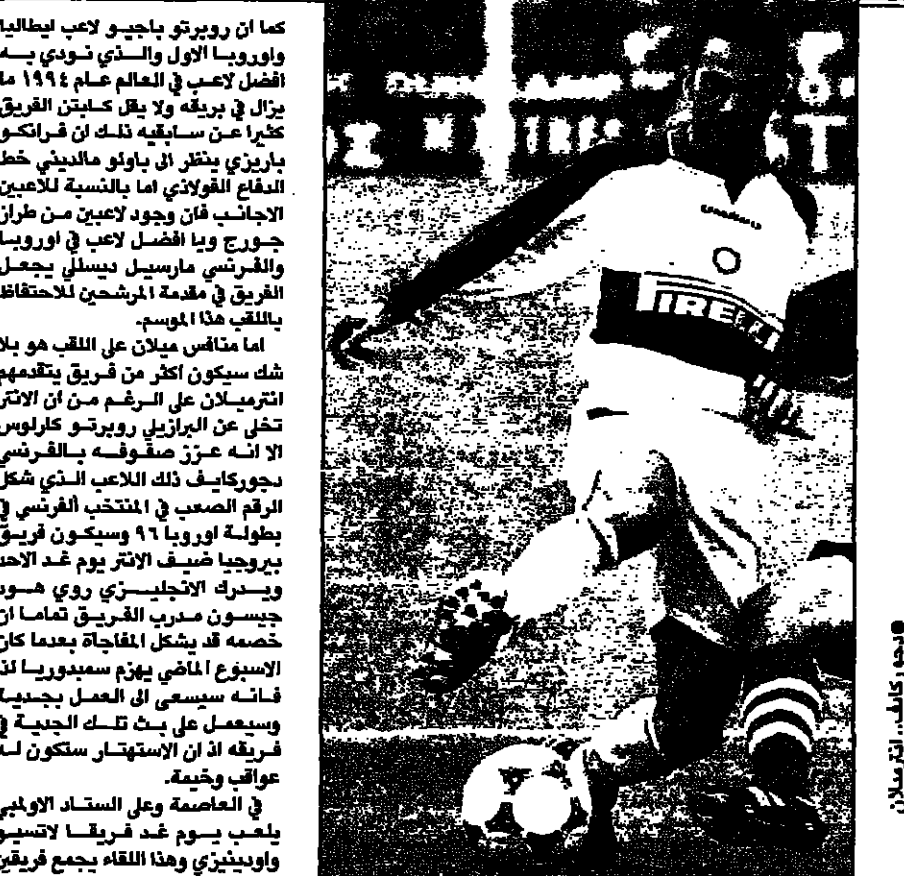 كما ان روبرتو باجيو لاعب ايطاليا
واوروبا الاول والذي نودي به
افضل لاعب في العالم عام ١٩٩٤ ما
يزال في بريقه ولا يقل كابتن الفريق
كثيرا عن سابقيه ذلك ان فرانكو
باريزي ينظر الى باولو مالديني خط
الدفاع الفولاذي اما بالنسبة للاعبين
الاجانب فان وجود لاعبين من طراز
جورج ويا افضل لاعب في اوروبا
والفرنسي مارسيل ديسللي يجعل
الفريق في مقدمة المرشحين للاحتفاظ
باللقب هذا الموسم.
اما منافس ميلان على اللقب هو بلا
شك سيكون اكثر من فريق يتقدمهم
انترميلان على الرغم من ان الانتر
تخلى عن البرازيلي روبرتو كارلوس
الا انه عزز صفوفه بالفرنسي
دجوركايف ذلك اللاعب الذي شكل
الرقم الصعب في المنتخب الفرنسي في
بطولة اوروبا ٩٦ وسيكون فريق
بيروجيا ضيف الانتر يوم غد الاحد
ويدرك الانجليزي روي هود
جيسون مدرب الفريق تماما ان
خصمه قد يشكل المفاجاة بعدما كان
الاسبوع الماضي يهزم سمبدوريا لذ
فانه سيسعى الى العمل بجدية
وسيعمل على بث تلك الجدية في
فريقه اذ ان الاستهتار ستكون له
عواقب وخيمة.
في العاصمة وعلى الستاد الاولمبي
يلعب يوم غد فريقا لاتسيو
واودينيزي وهذا اللقاء يجمع فريقين
umbro
PIRELLI
●دجوركايف.. انترميلان